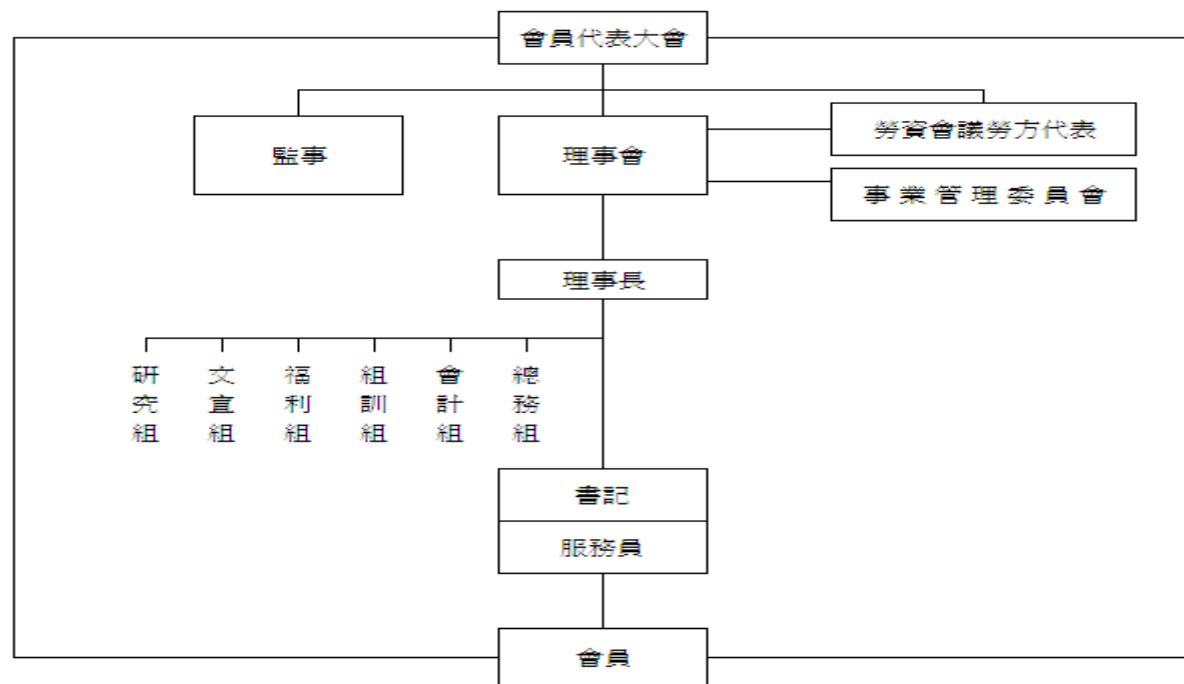 會員代表大會
監事
理事會
勞資會議勞方代表
事業管理委員會
理事長
研究組
文宣組
福利組
組訓組
會計組
總務組
書記
服務員
會員